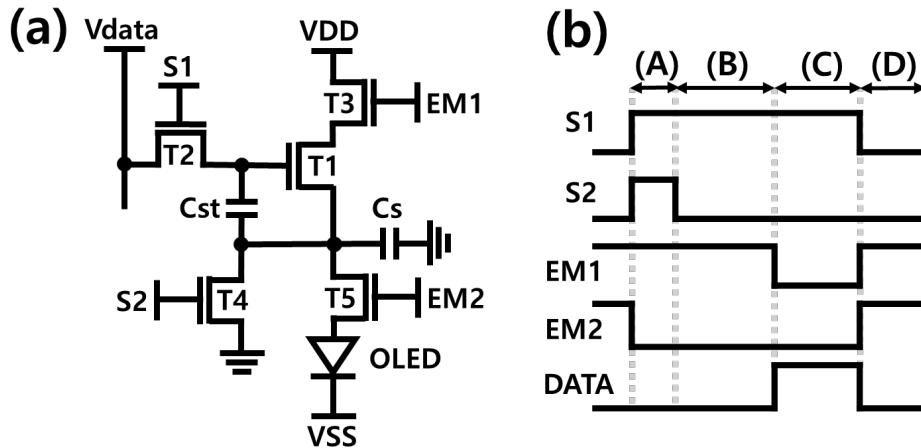 (a)
Vdata
S1
T2
VDD
T3
EM1
T1
Cst
Cs
S2
T4
T5
EM2
OLED
VSS
(b)
(A) (B) (C) (D)
S1
S2
EM1
EM2
DATA